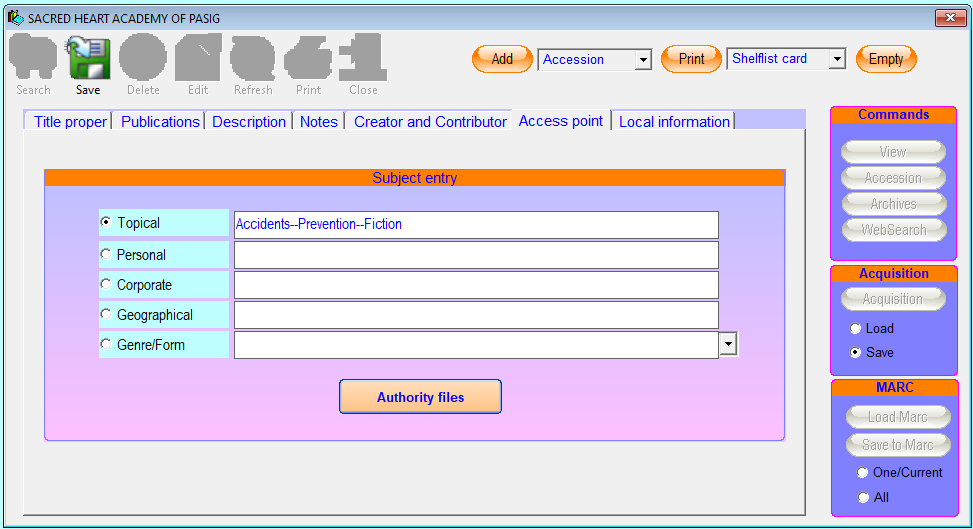 SACRED HEART ACADEMY OF PASIG
Search Save Delete Edit Refresh Print Close
Add Accession Print Shelflist card Empty
Title proper Publications Description Notes Creator and Contributor Access point Local information
Subject entry
Topical Accidents--Prevention--Fiction
Personal
Corporate
Geographical
Genre/Form
Authority files
Commands
View
Accession
Archives
WebSearch
Acquisition
Acquisition
Load
Save
MARC
Load Marc
Save to Marc
One/Current
All